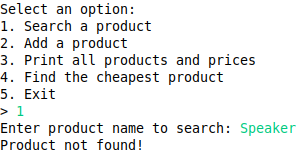 Select an option:
1. Search a product
2. Add a product
3. Print all products and prices
4. Find the cheapest product
5. Exit
> 1
Enter product name to search: Speaker
Product not found!